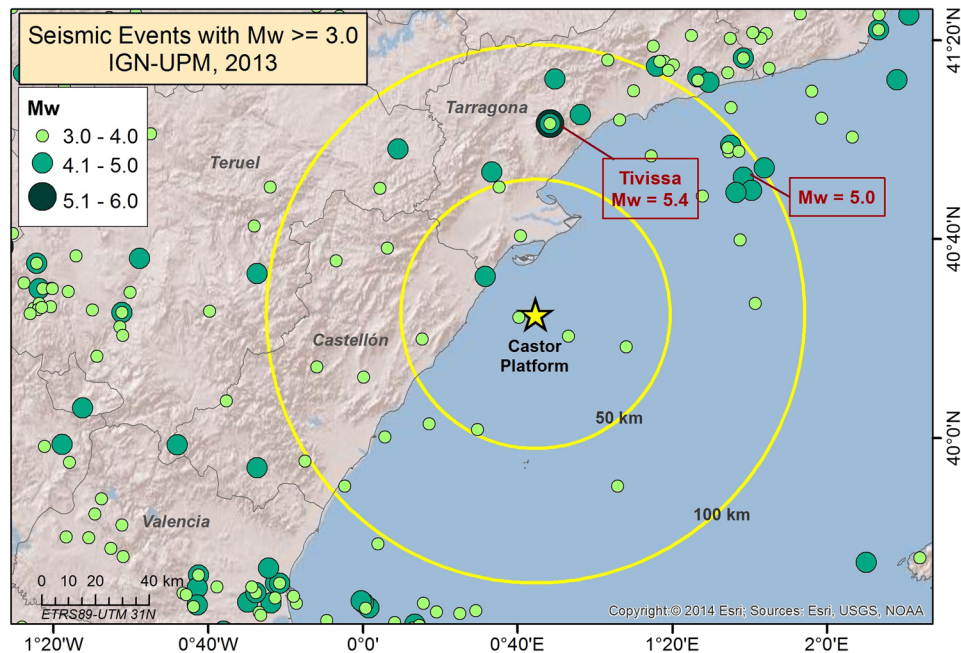 Seismic Events with Mw >= 3.0
IGN-UPM, 2013
Mw
3.0 - 4.0
4.1 - 5.0
5.1 - 6.0
Tarragona
Teruel
Tivissa
Mw = 5.4
Mw = 5.0
Castellón
Castor
Platform
50 km
100 km
Valencia
0 10 20 40 km
ETRS89-UTM 31N
Copyright:© 2014 Esri; Sources: Esri, USGS, NOAA
41°20'N
40°40'N
40°0'N
1°20'W 0°40'W 0°0' 0°40'E 1°20'E 2°0'E